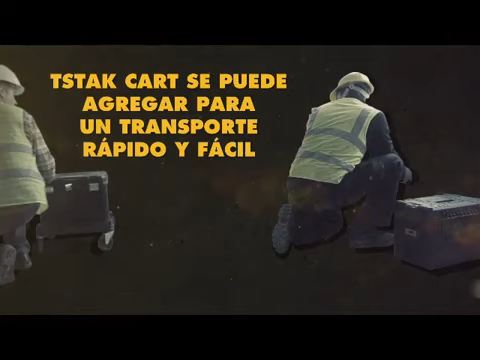 TSTAK CART SE PUEDE
AGREGAR PARA
UN TRANSPORTE
RÁPIDO Y FÁCIL